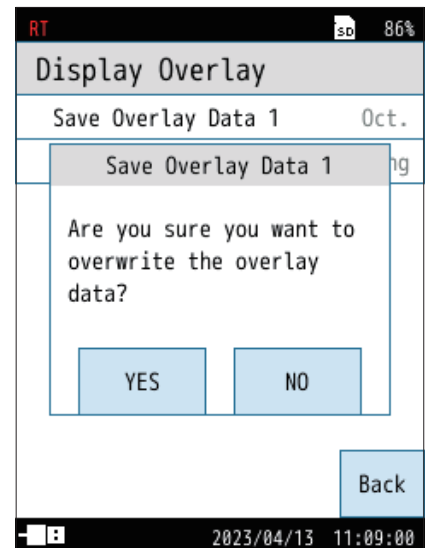 RT SD 86%
Display Overlay
Save Overlay Data 1 Oct.
ng
Save Overlay Data 1
Are you sure you want to
overwrite the overlay
data?
YES NO
Back
2023/04/13 11:09:00